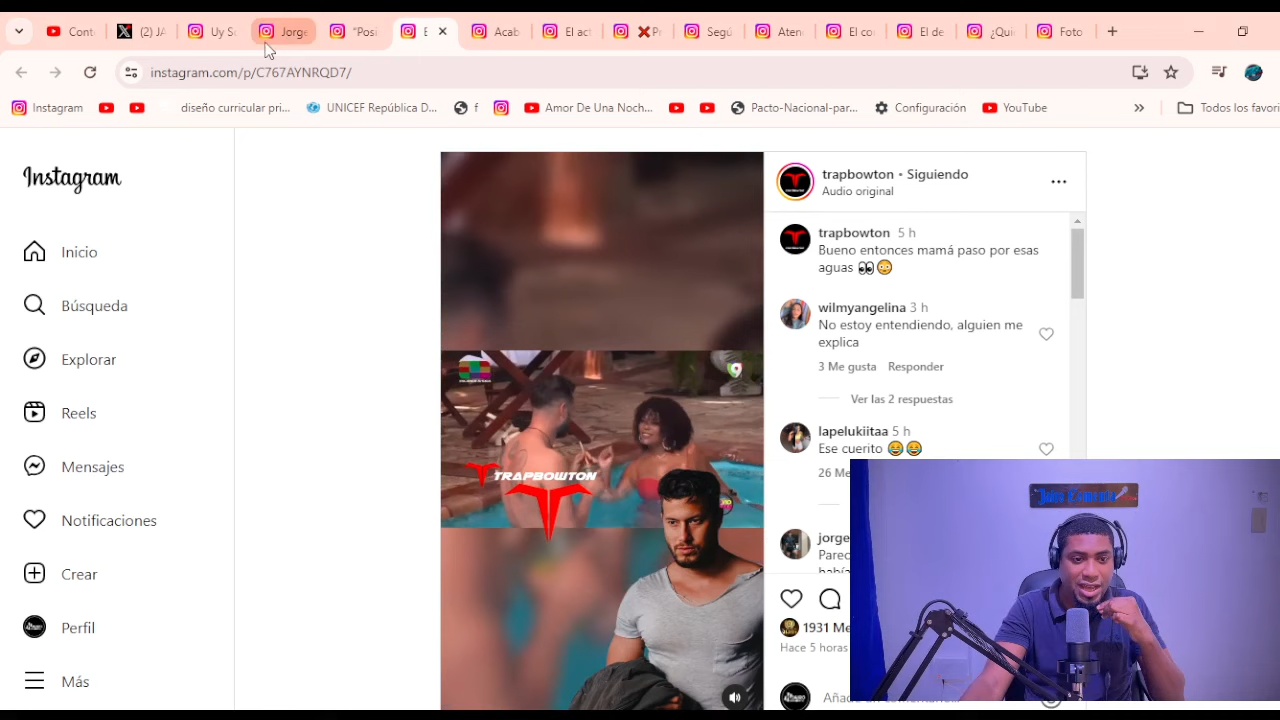 Cont
(2) JA
Uy S
Jorge
"Posi
E
Acab
El act
Pr
Segú
Aten
El co
El de
¿Qui
Foto
instagram.com/p/C767AYNRQD7/
Instagram
diseño curricular pri...
UNICEF República D...
f
Amor De Una Noch...
Pacto-Nacional-par...
Configuración
YouTube
Todos los favori
Instagram
Inicio
Búsqueda
Explorar
Reels
Mensajes
Notificaciones
Crear
Perfil
Más
TRAPBOWTON
trapbowton • Siguiendo
Audio original
trapbowton 5 h
Bueno entonces mamá paso por esas
aguas 👀😳
wilmyangelina 3 h
No estoy entendiendo, alguien me
explica
3 Me gusta Responder
Ver las 2 respuestas
lapelukiitaa 5 h
Ese cuerito 😂😂
26 Me
jorge
Parec
había
1931 Me
Hace 5 horas